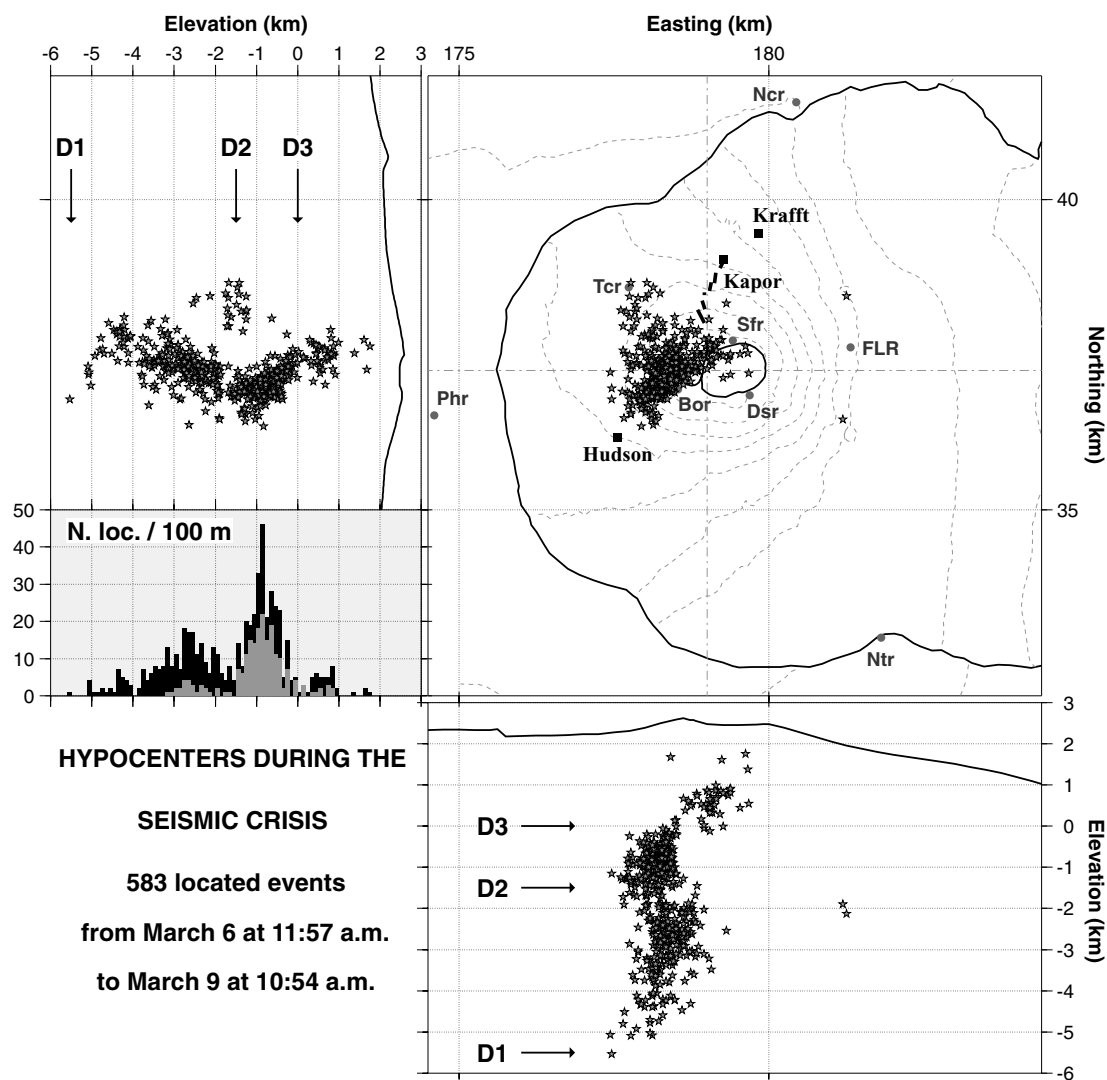 Elevation (km)
Easting (km)
-6 -5 -4 -3 -2 -1 0 1 2 3
175 180
D1 D2 D3
Ncr
40
Krafft
Kapor
Tcr
Sfr
FLR
Phr
Bor
Dsr
Hudson
Northing (km)
35
Ntr
50
40
30
20
10
0
N. loc. / 100 m
HYPOCENTERS DURING THE
SEISMIC CRISIS
583 located events
from March 6 at 11:57 a.m.
to March 9 at 10:54 a.m.
D3
D2
D1
3
2
1
0
-1
-2
-3
-4
-5
-6
Elevation (km)